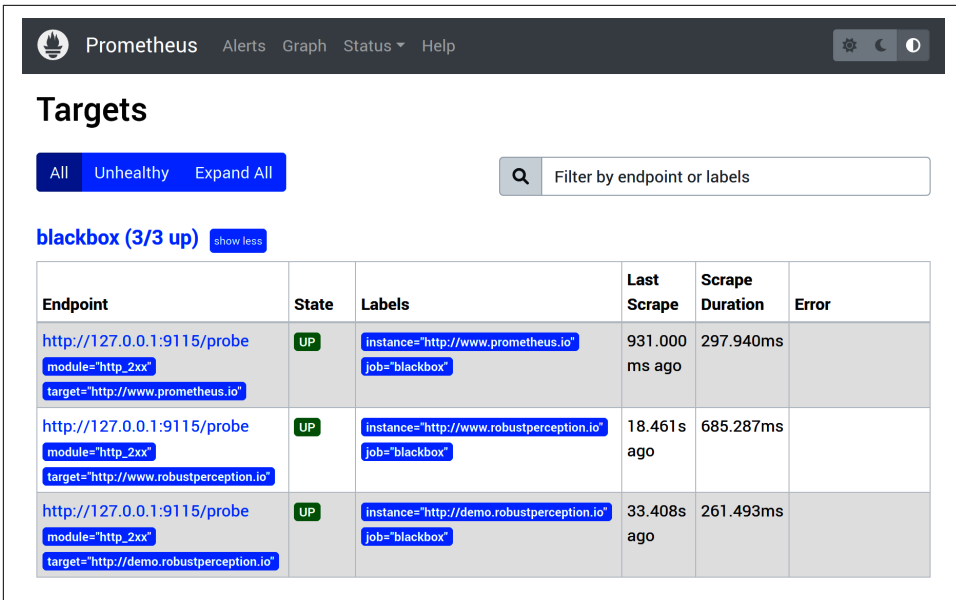 Prometheus Alerts Graph Status Help
Targets
All Unhealthy Expand All
Filter by endpoint or labels
blackbox (3/3 up) show less
Endpoint State Labels Last Scrape Scrape Duration Error
http://127.0.0.1:9115/probe UP instance="http://www.prometheus.io" 931.000 297.940ms
module="http_2xx" job="blackbox" ms ago
target="http://www.prometheus.io"
http://127.0.0.1:9115/probe UP instance="http://www.robustperception.io" 18.461s 685.287ms
module="http_2xx" job="blackbox" ago
target="http://www.robustperception.io"
http://127.0.0.1:9115/probe UP instance="http://demo.robustperception.io" 33.408s 261.493ms
module="http_2xx" job="blackbox" ago
target="http://demo.robustperception.io"